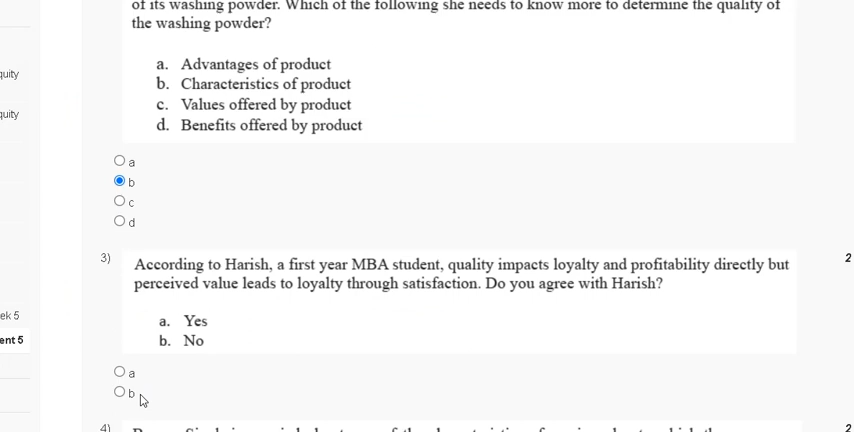 of its washing powder. Which of the following she needs to know more to determine the quality of
the washing powder?
quity
a. Advantages of product
b. Characteristics of product
quity
c. Values offered by product
d. Benefits offered by product
a
b
c
d
3) According to Harish, a first year MBA student, quality impacts loyalty and profitability directly but 2
perceived value leads to loyalty through satisfaction. Do you agree with Harish?
ek 5
a. Yes
ent 5
b. No
a
b
4) 2